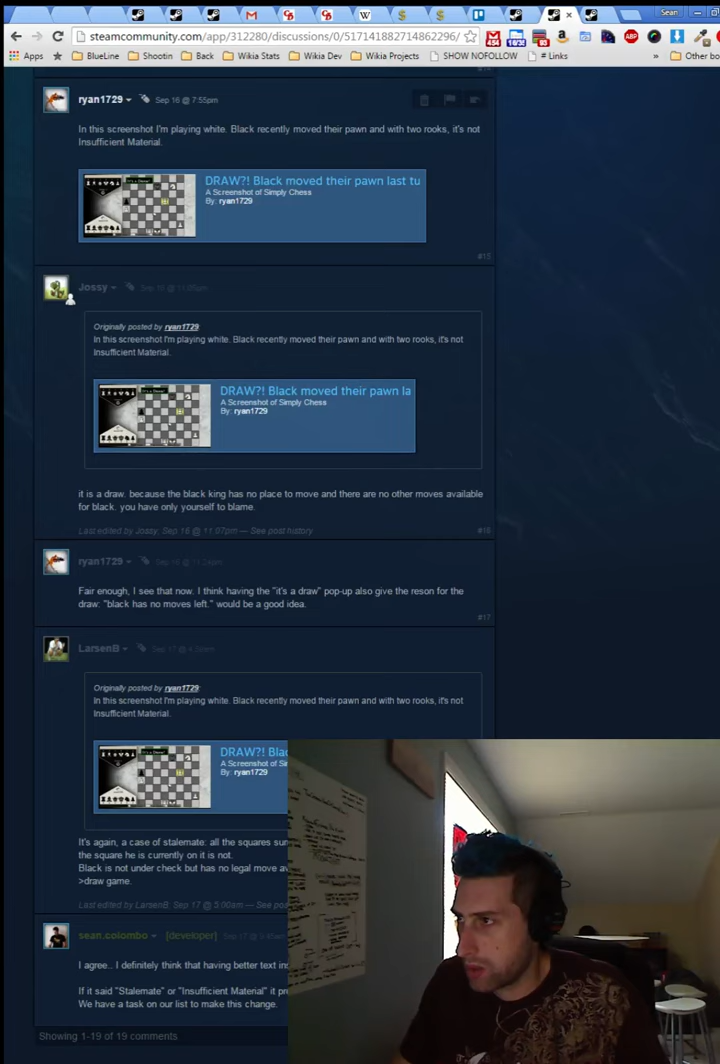 Sean
steamcommunity.com/app/312280/discussions/0/517141882714862296/
Apps BlueLine Shootin Back Wikia Stats Wikia Dev Wikia Projects SHOW NOFOLLOW # Links » Other bo
ryan1729 Sep 16 @ 7:55pm
In this screenshot I'm playing white. Black recently moved their pawn and with two rooks, it's not
Insufficient Material.
DRAW?! Black moved their pawn last tu
A Screenshot of Simply Chess
By: ryan1729
#15
Jossy
Originally posted by ryan1729:
In this screenshot I'm playing white. Black recently moved their pawn and with two rooks, it's not
Insufficient Material.
DRAW?! Black moved their pawn la
A Screenshot of Simply Chess
By: ryan1729
it is a draw. because the black king has no place to move and there are no other moves available
for black. you have only yourself to blame.
Last edited by Jossy; Sep 16 @ 11:07pm — See post history #16
ryan1729
Fair enough, I see that now. I think having the "it's a draw" pop-up also give the reson for the
draw: "black has no moves left." would be a good idea.
#17
LarsenB
Originally posted by ryan1729:
In this screenshot I'm playing white. Black recently moved their pawn and with two rooks, it's not
Insufficient Material.
DRAW?! Bla
A Screenshot of Si
By: ryan1729
It's again, a case of stalemate: all the squares sur
the square he is currently on it is not.
Black is not under check but has no legal move av
>draw game.
Last edited by LarsenB; Sep 17 @ 5:00am — See pos
sean.colombo [developer]
I agree.. I definitely think that having better text in
If it said "Stalemate" or "Insufficient Material" it pr
We have a task on our list to make this change.
Showing 1-19 of 19 comments